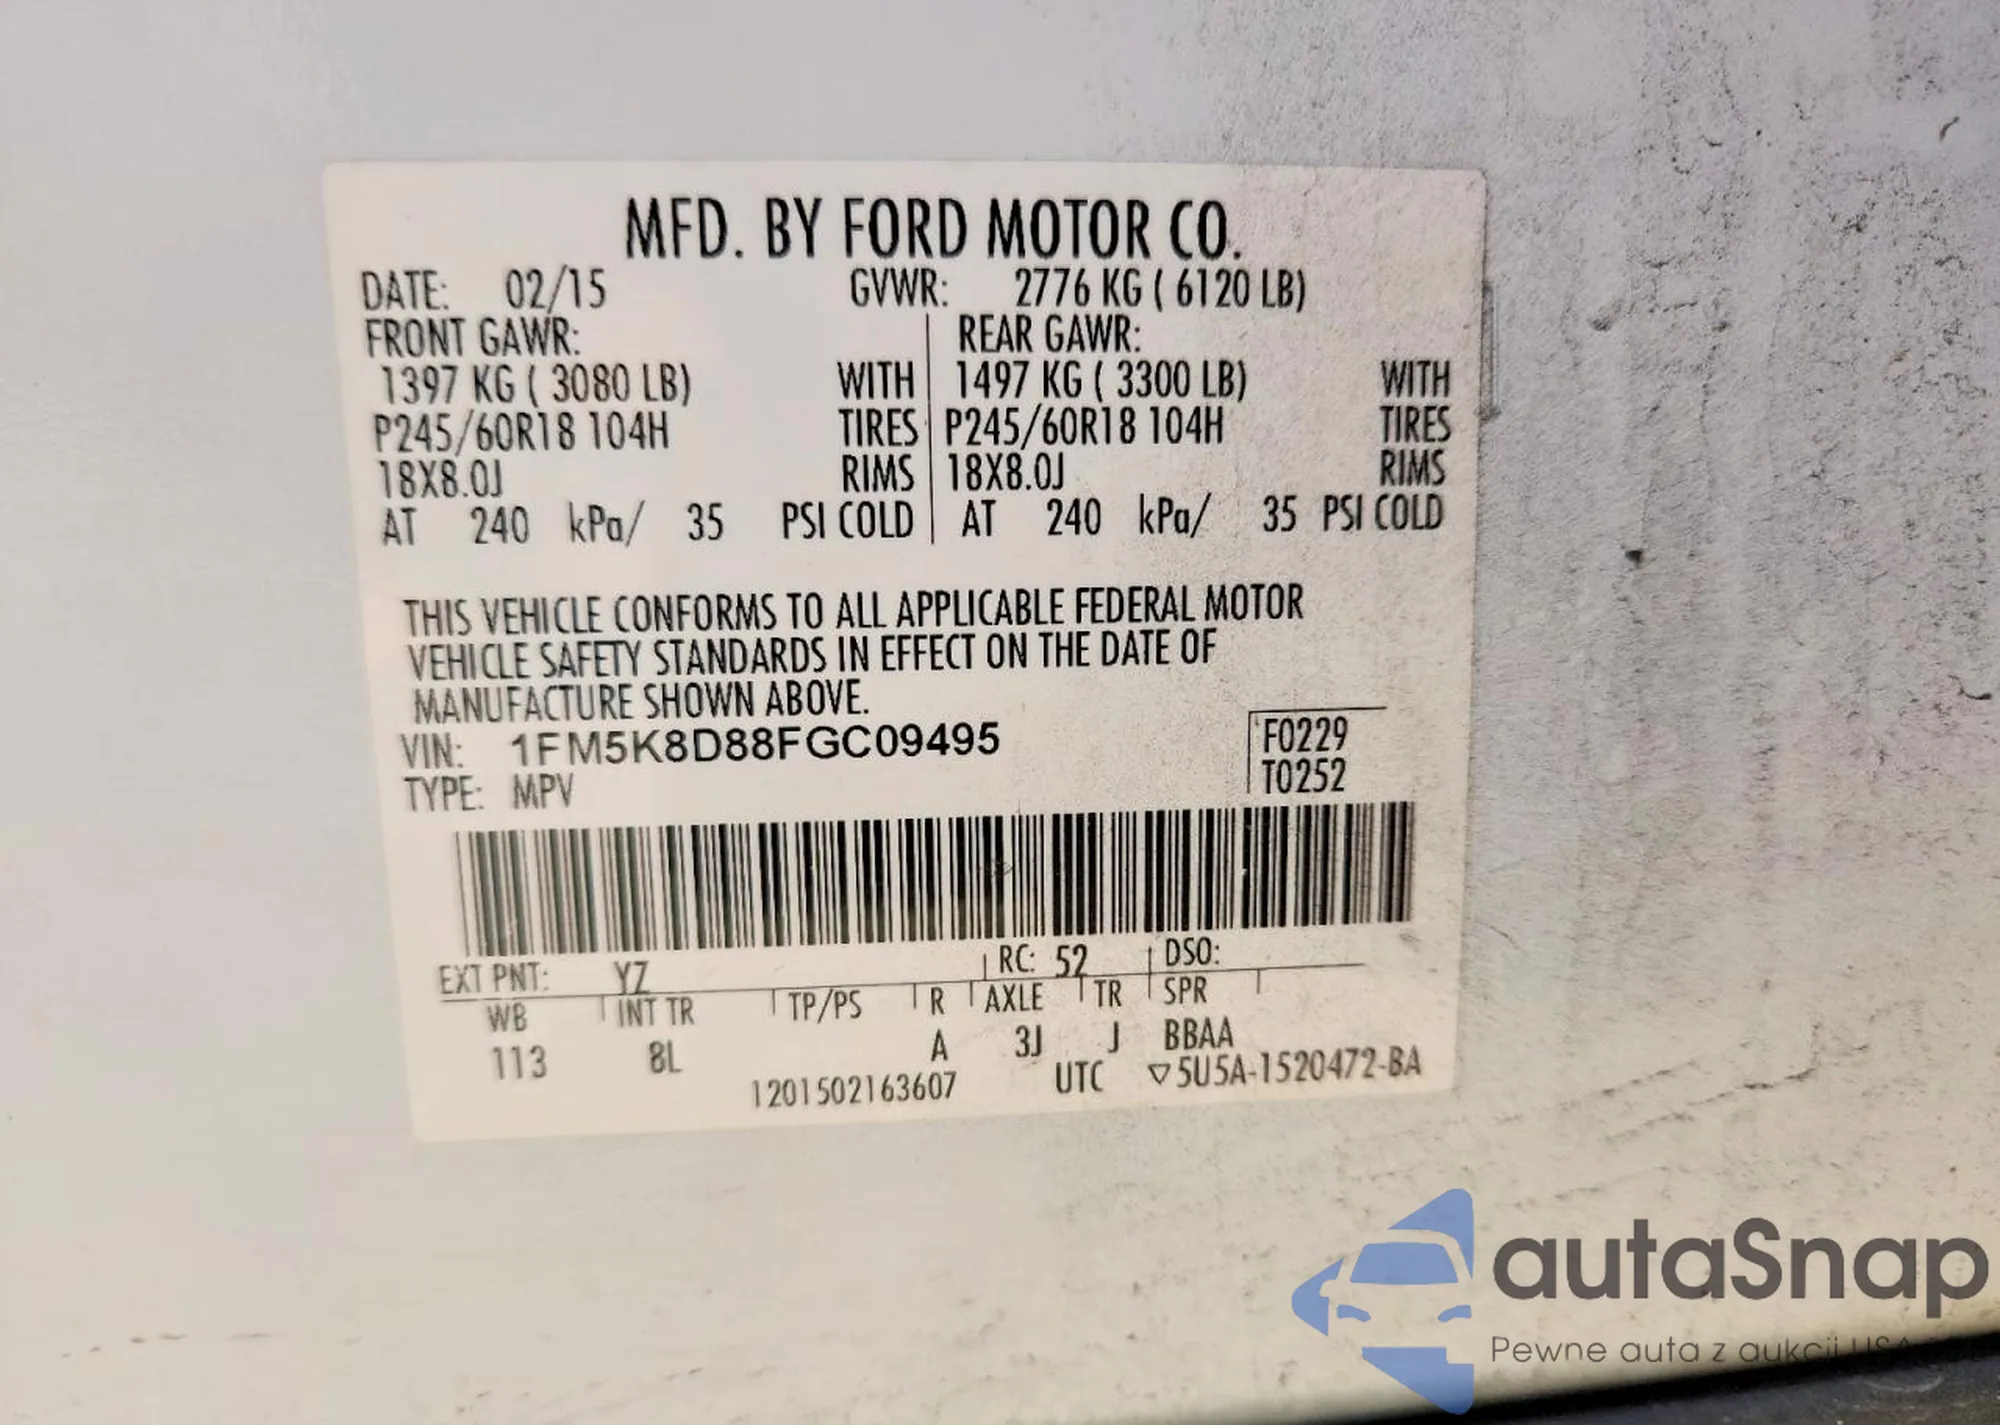 MFD. BY FORD MOTOR CO.
DATE: 02/15 GVWR: 2776 KG ( 6120 LB)
FRONT GAWR: REAR GAWR:
1397 KG ( 3080 LB) WITH 1497 KG ( 3300 LB) WITH
P245/60R18 104H TIRES P245/60R18 104H TIRES
18X8.0J RIMS 18X8.0J RIMS
AT 240 kPa/ 35 PSI COLD AT 240 kPa/ 35 PSI COLD
THIS VEHICLE CONFORMS TO ALL APPLICABLE FEDERAL MOTOR
VEHICLE SAFETY STANDARDS IN EFFECT ON THE DATE OF
MANUFACTURE SHOWN ABOVE.
VIN: 1FM5K8D88FGC09495 F0229
TYPE: MPV T0252
EXT PNT: YZ RC: 52 DSO:
WB INT TR TP/PS R AXLE TR SPR
113 8L A 3J J BBAA
1201502163607 UTC ▽5U5A-1520472-BA
autaSnap
Pewne auta z aukcji USA